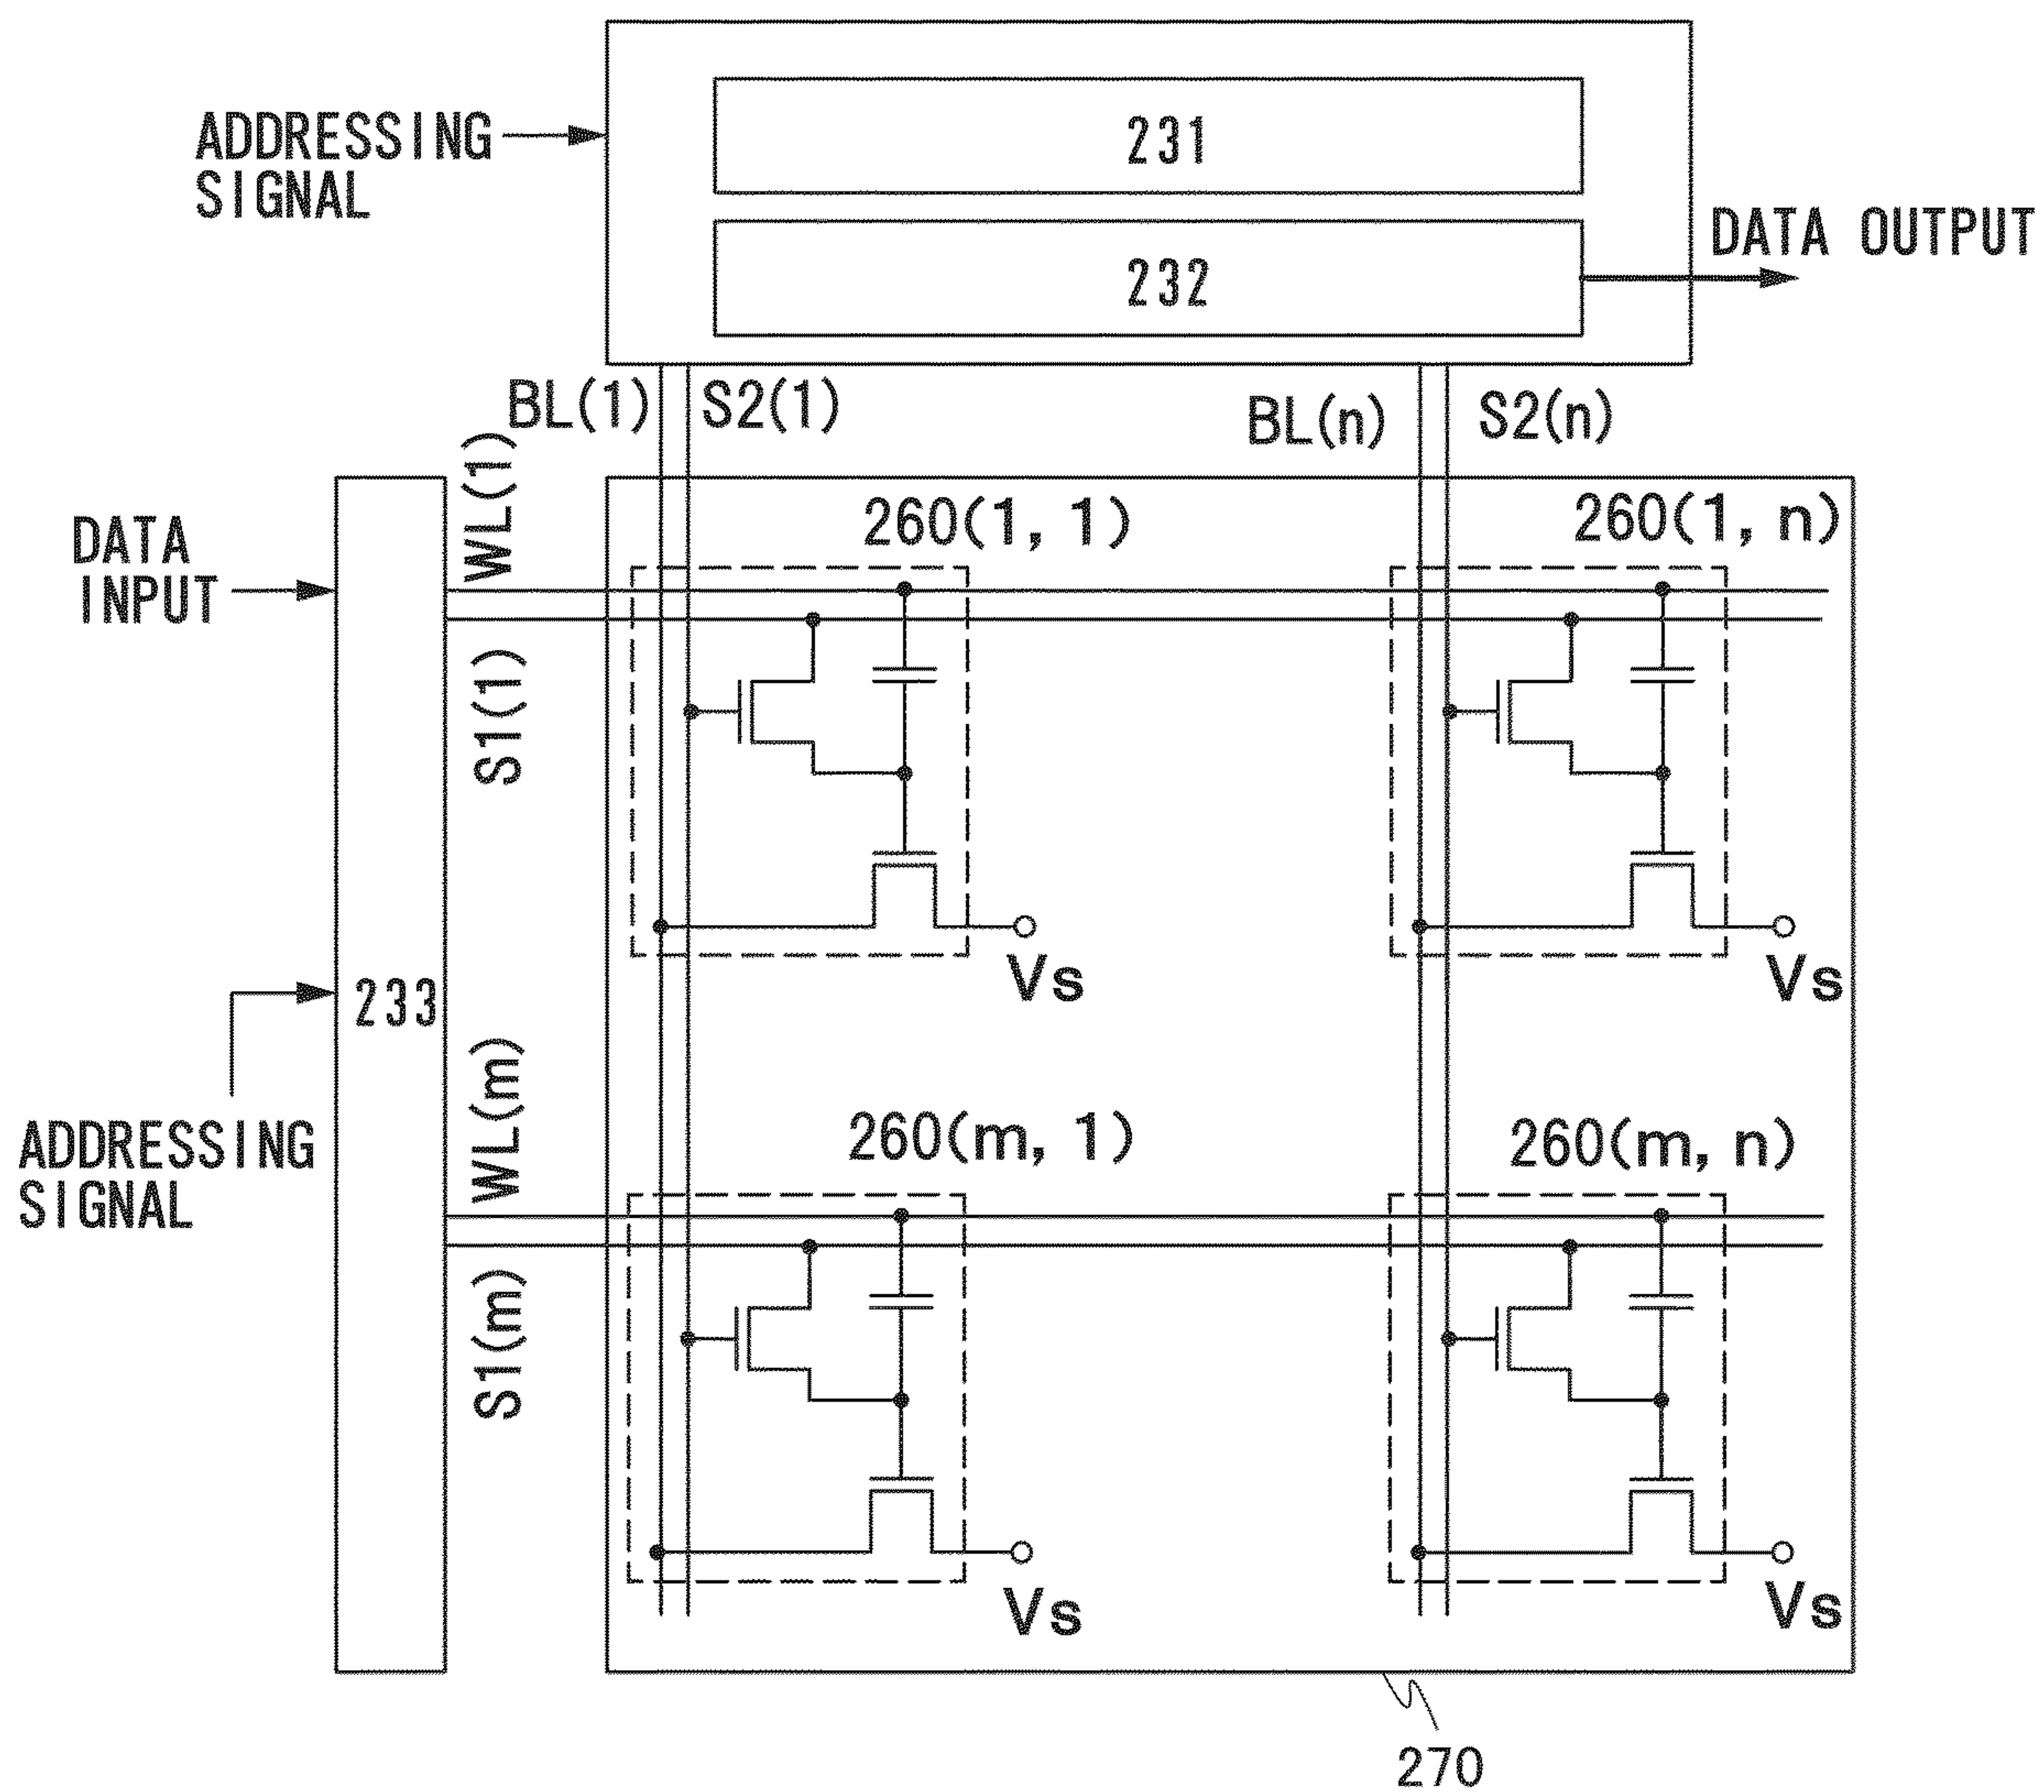 ADDRESSING
SIGNAL
231
232
DATA OUTPUT
BL(1)
S2(1)
BL(n)
S2(n)
WL(1)
DATA
INPUT
260(1, 1)
260(1, n)
S1(1)
Vs
Vs
233
ADDRESSING
SIGNAL
WL(m)
260(m, 1)
260(m, n)
S1(m)
Vs
Vs
270